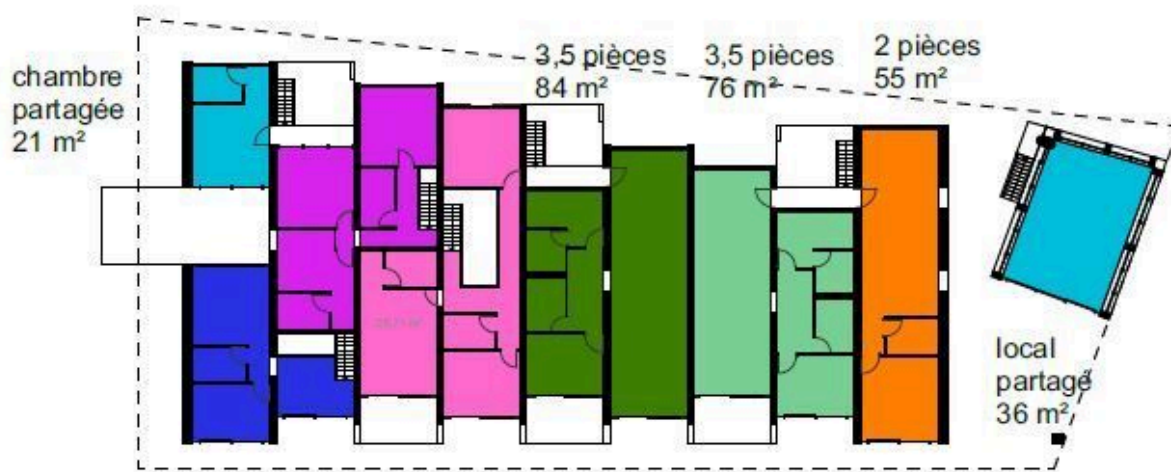 chambre
partagée
21 m²
3,5 pièces
84 m²
3,5 pièces
76 m²
2 pièces
55 m²
local
partagé
36 m²